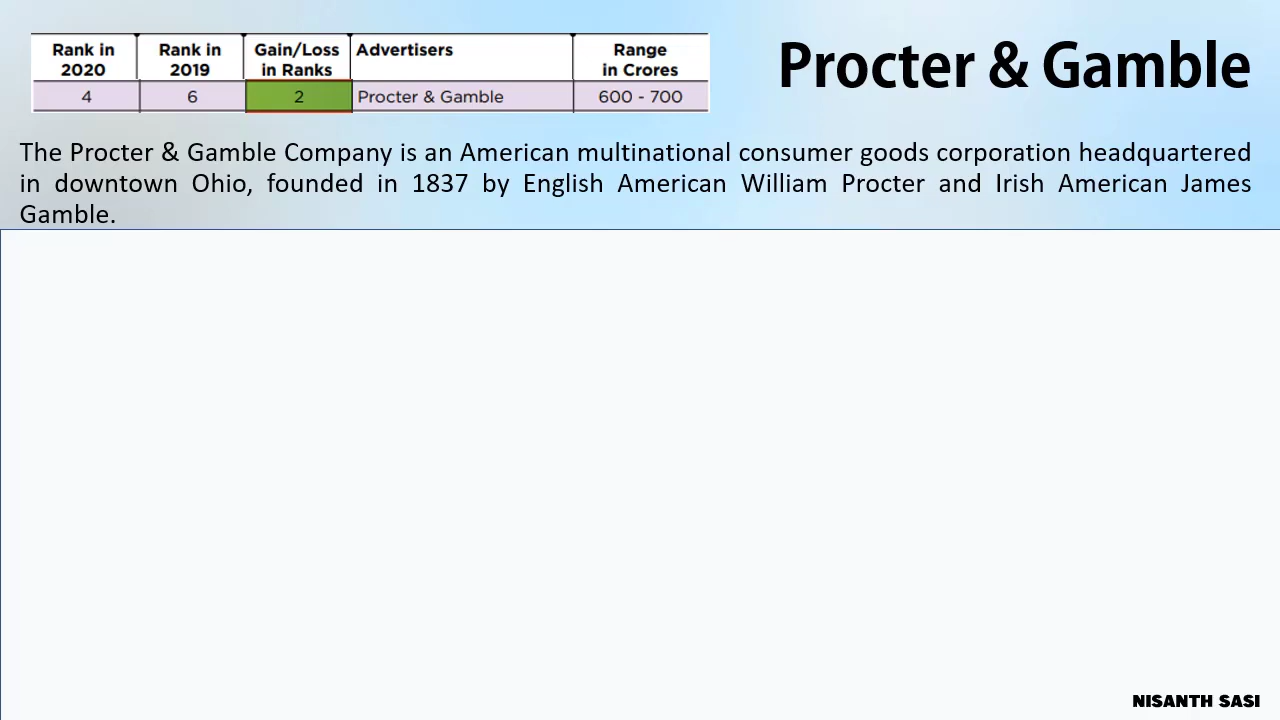 Rank in 2020 Rank in 2019 Gain/Loss in Ranks Advertisers Range in Crores
4 6 2 Procter & Gamble 600 - 700
Procter & Gamble
The Procter & Gamble Company is an American multinational consumer goods corporation headquartered
in downtown Ohio, founded in 1837 by English American William Procter and Irish American James
Gamble.
NISANTH SASI